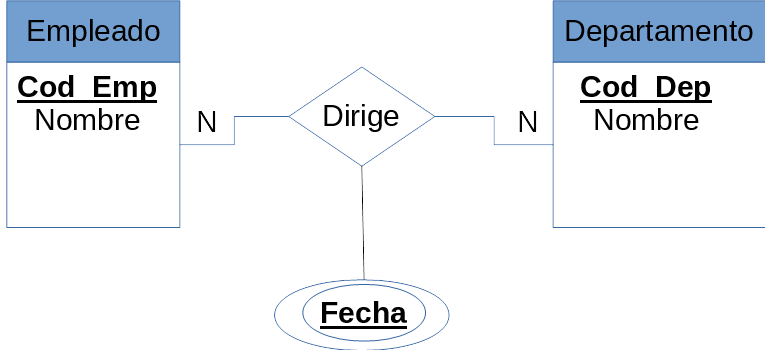 Empleado
Departamento
Cod_Emp
Nombre
Cod_Dep
Nombre
N
Dirige
N
Fecha